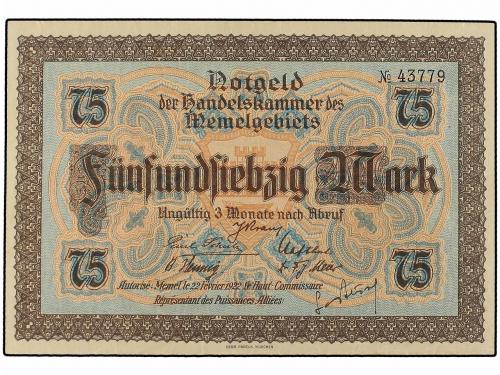 Notgeld
№ 43779
75 der Handelskammer des 75
Memelgebiets
Fünfundsiebzig Mark
Ungültig 3 Monate nach Abruf
75 75
Autorisé - Memel, le 22 février 1922. le Haut-Commissaire
Représentant des Puissances Alliées: